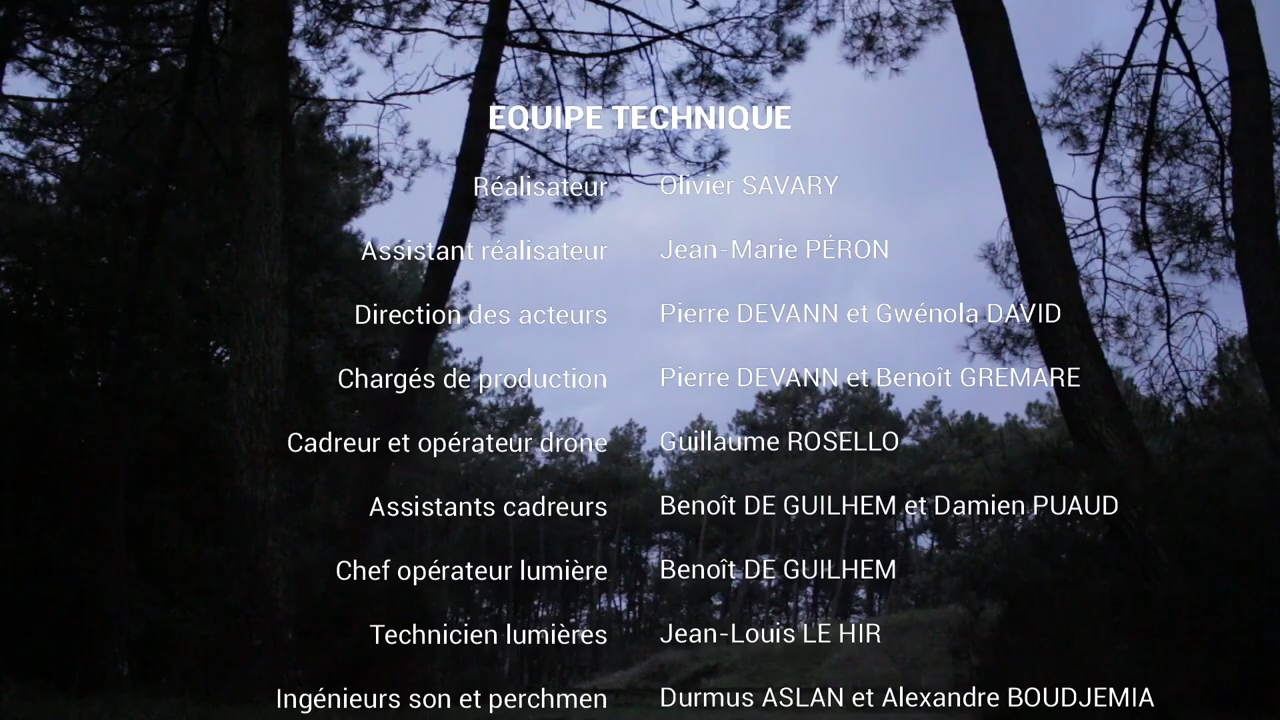 EQUIPE TECHNIQUE
Réalisateur Olivier SAVARY
Assistant réalisateur Jean-Marie PÉRON
Direction des acteurs Pierre DEVANN et Gwénola DAVID
Chargés de production Pierre DEVANN et Benoît GREMARE
Cadreur et opérateur drone Guillaume ROSELLO
Assistants cadreurs Benoît DE GUILHEM et Damien PUAUD
Chef opérateur lumière Benoît DE GUILHEM
Technicien lumières Jean-Louis LE HIR
Ingénieurs son et perchmen Durmus ASLAN et Alexandre BOUDJEMIA